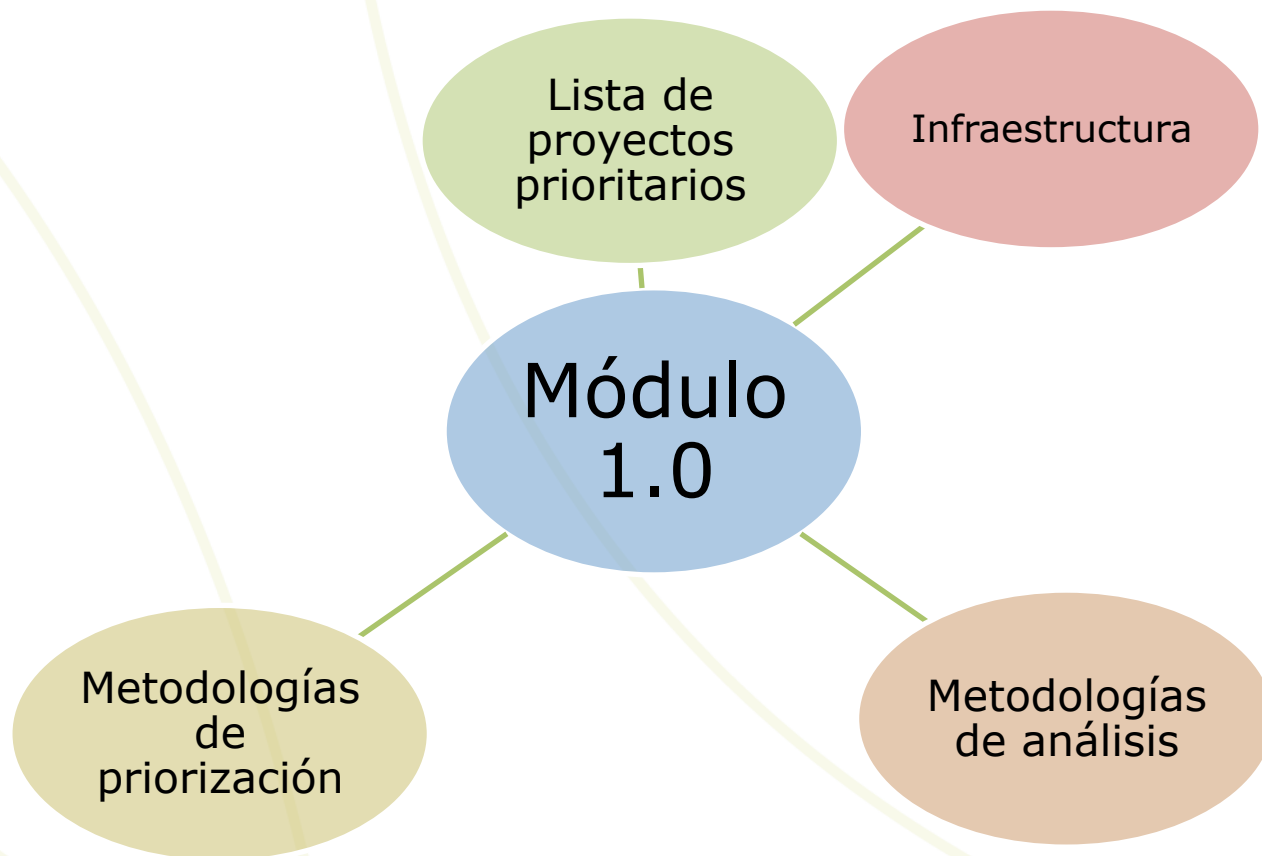 Lista de
proyectos
prioritarios
Infraestructura
Módulo
1.0
Metodologías
de
priorización
Metodologías
de análisis